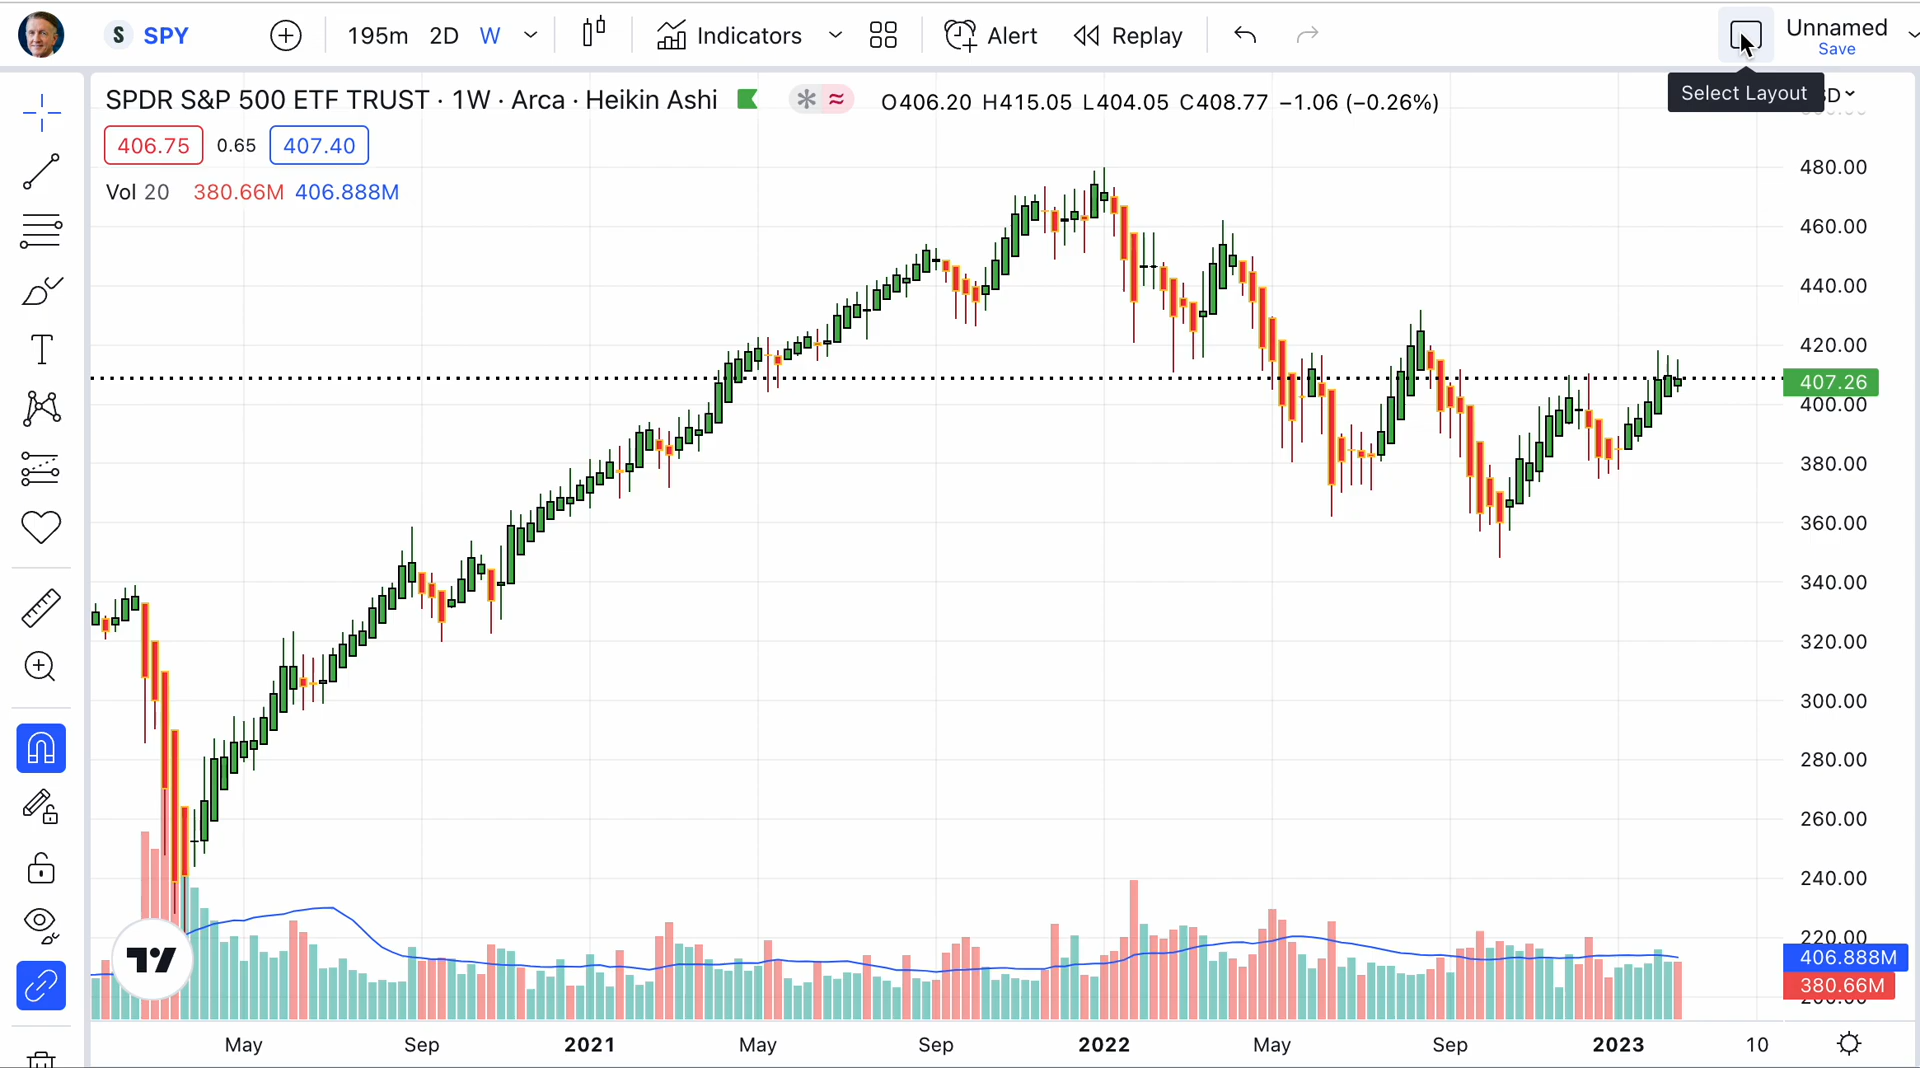 S SPY 195m 2D W Indicators Alert Replay Unnamed
Save
Select Layout
SPDR S&P 500 ETF TRUST · 1W · Arca · Heikin Ashi O406.20 H415.05 L404.05 C408.77 −1.06 (−0.26%)
406.75 0.65 407.40
Vol 20 380.66M 406.888M
480.00
460.00
440.00
420.00
407.26
400.00
380.00
360.00
340.00
320.00
300.00
280.00
260.00
240.00
220.00
406.888M
380.66M
May Sep 2021 May Sep 2022 May Sep 2023 10